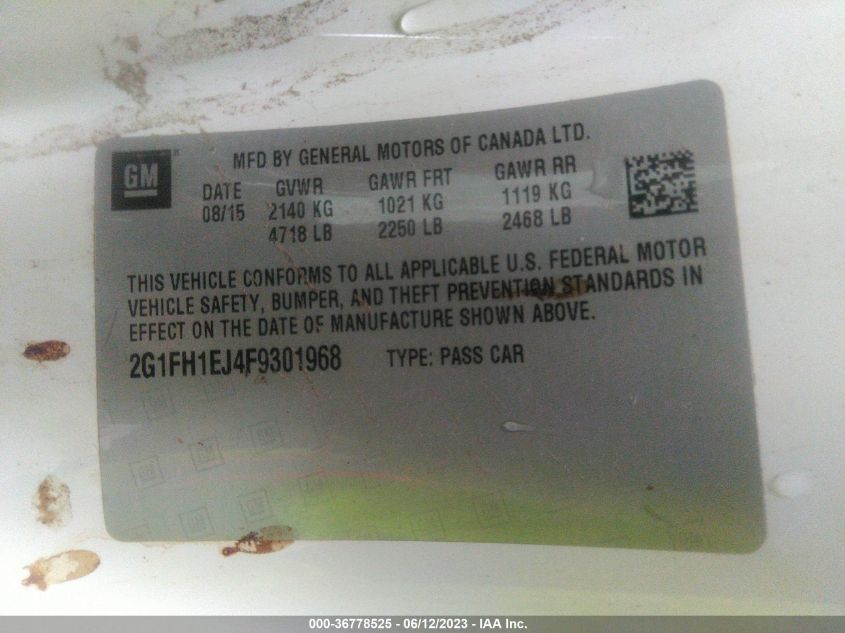 GM
MFD BY GENERAL MOTORS OF CANADA LTD.
DATE GVWR GAWR FRT GAWR RR
08/15 2140 KG 1021 KG 1119 KG
4718 LB 2250 LB 2468 LB
THIS VEHICLE CONFORMS TO ALL APPLICABLE U.S. FEDERAL MOTOR
VEHICLE SAFETY, BUMPER, AND THEFT PREVENTION STANDARDS IN
EFFECT ON THE DATE OF MANUFACTURE SHOWN ABOVE.
2G1FH1EJ4F9301968 TYPE: PASS CAR
000-36778525 - 06/12/2023 - IAA Inc.